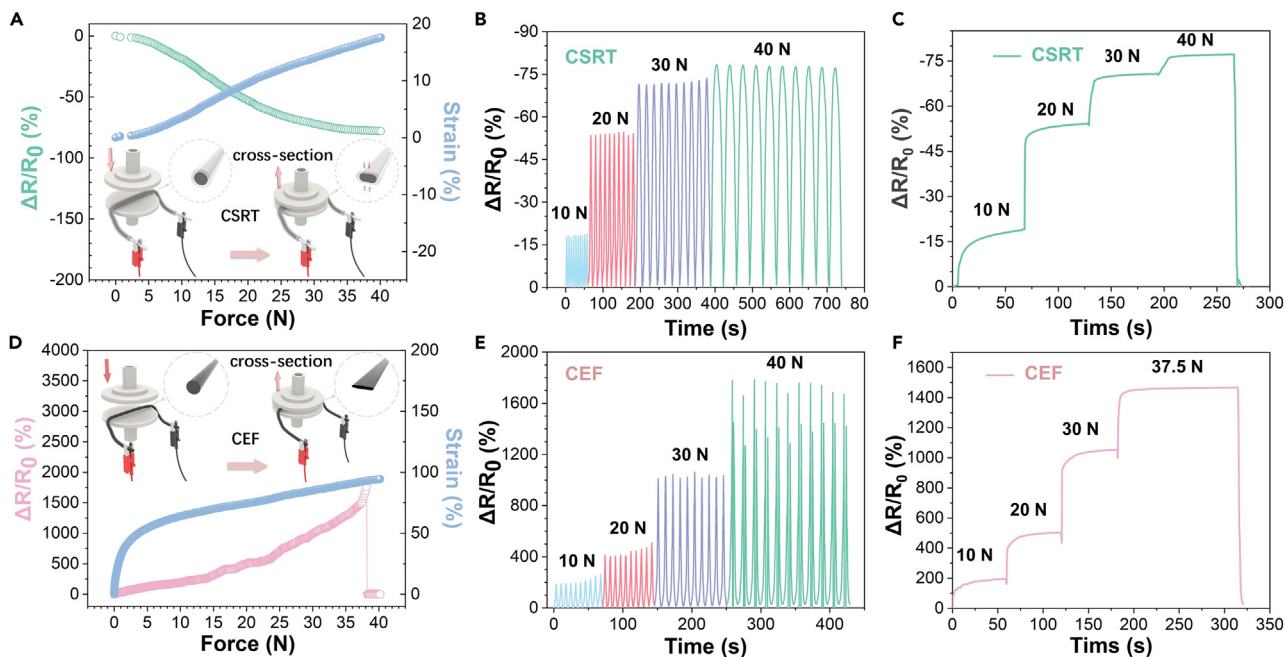 A
ΔR/R0 (%)
0
-50
-100
-150
-200
20
10
0
-10
-20
Strain (%)
cross-section
CSRT
0 5 10 15 20 25 30 35 40
Force (N)
B
ΔR/R0 (%)
-90
-75
-60
-45
-30
-15
0
CSRT
10 N
20 N
30 N
40 N
0 100 200 300 400 500 600 700 80
Time (s)
C
ΔR/R0 (%)
-75
-60
-45
-30
-15
0
CSRT
10 N
20 N
30 N
40 N
0 50 100 150 200 250 300
Tims (s)
D
ΔR/R0 (%)
4000
3500
3000
2500
2000
1500
1000
500
0
200
150
100
50
0
Strain (%)
cross-section
CEF
0 5 10 15 20 25 30 35 40
Force (N)
E
ΔR/R0 (%)
2000
1600
1200
800
400
0
CEF
10 N
20 N
30 N
40 N
0 100 200 300 400
Time (s)
F
ΔR/R0 (%)
1600
1400
1200
1000
800
600
400
200
0
CEF
10 N
20 N
30 N
37.5 N
0 50 100 150 200 250 300 350
Tims (s)